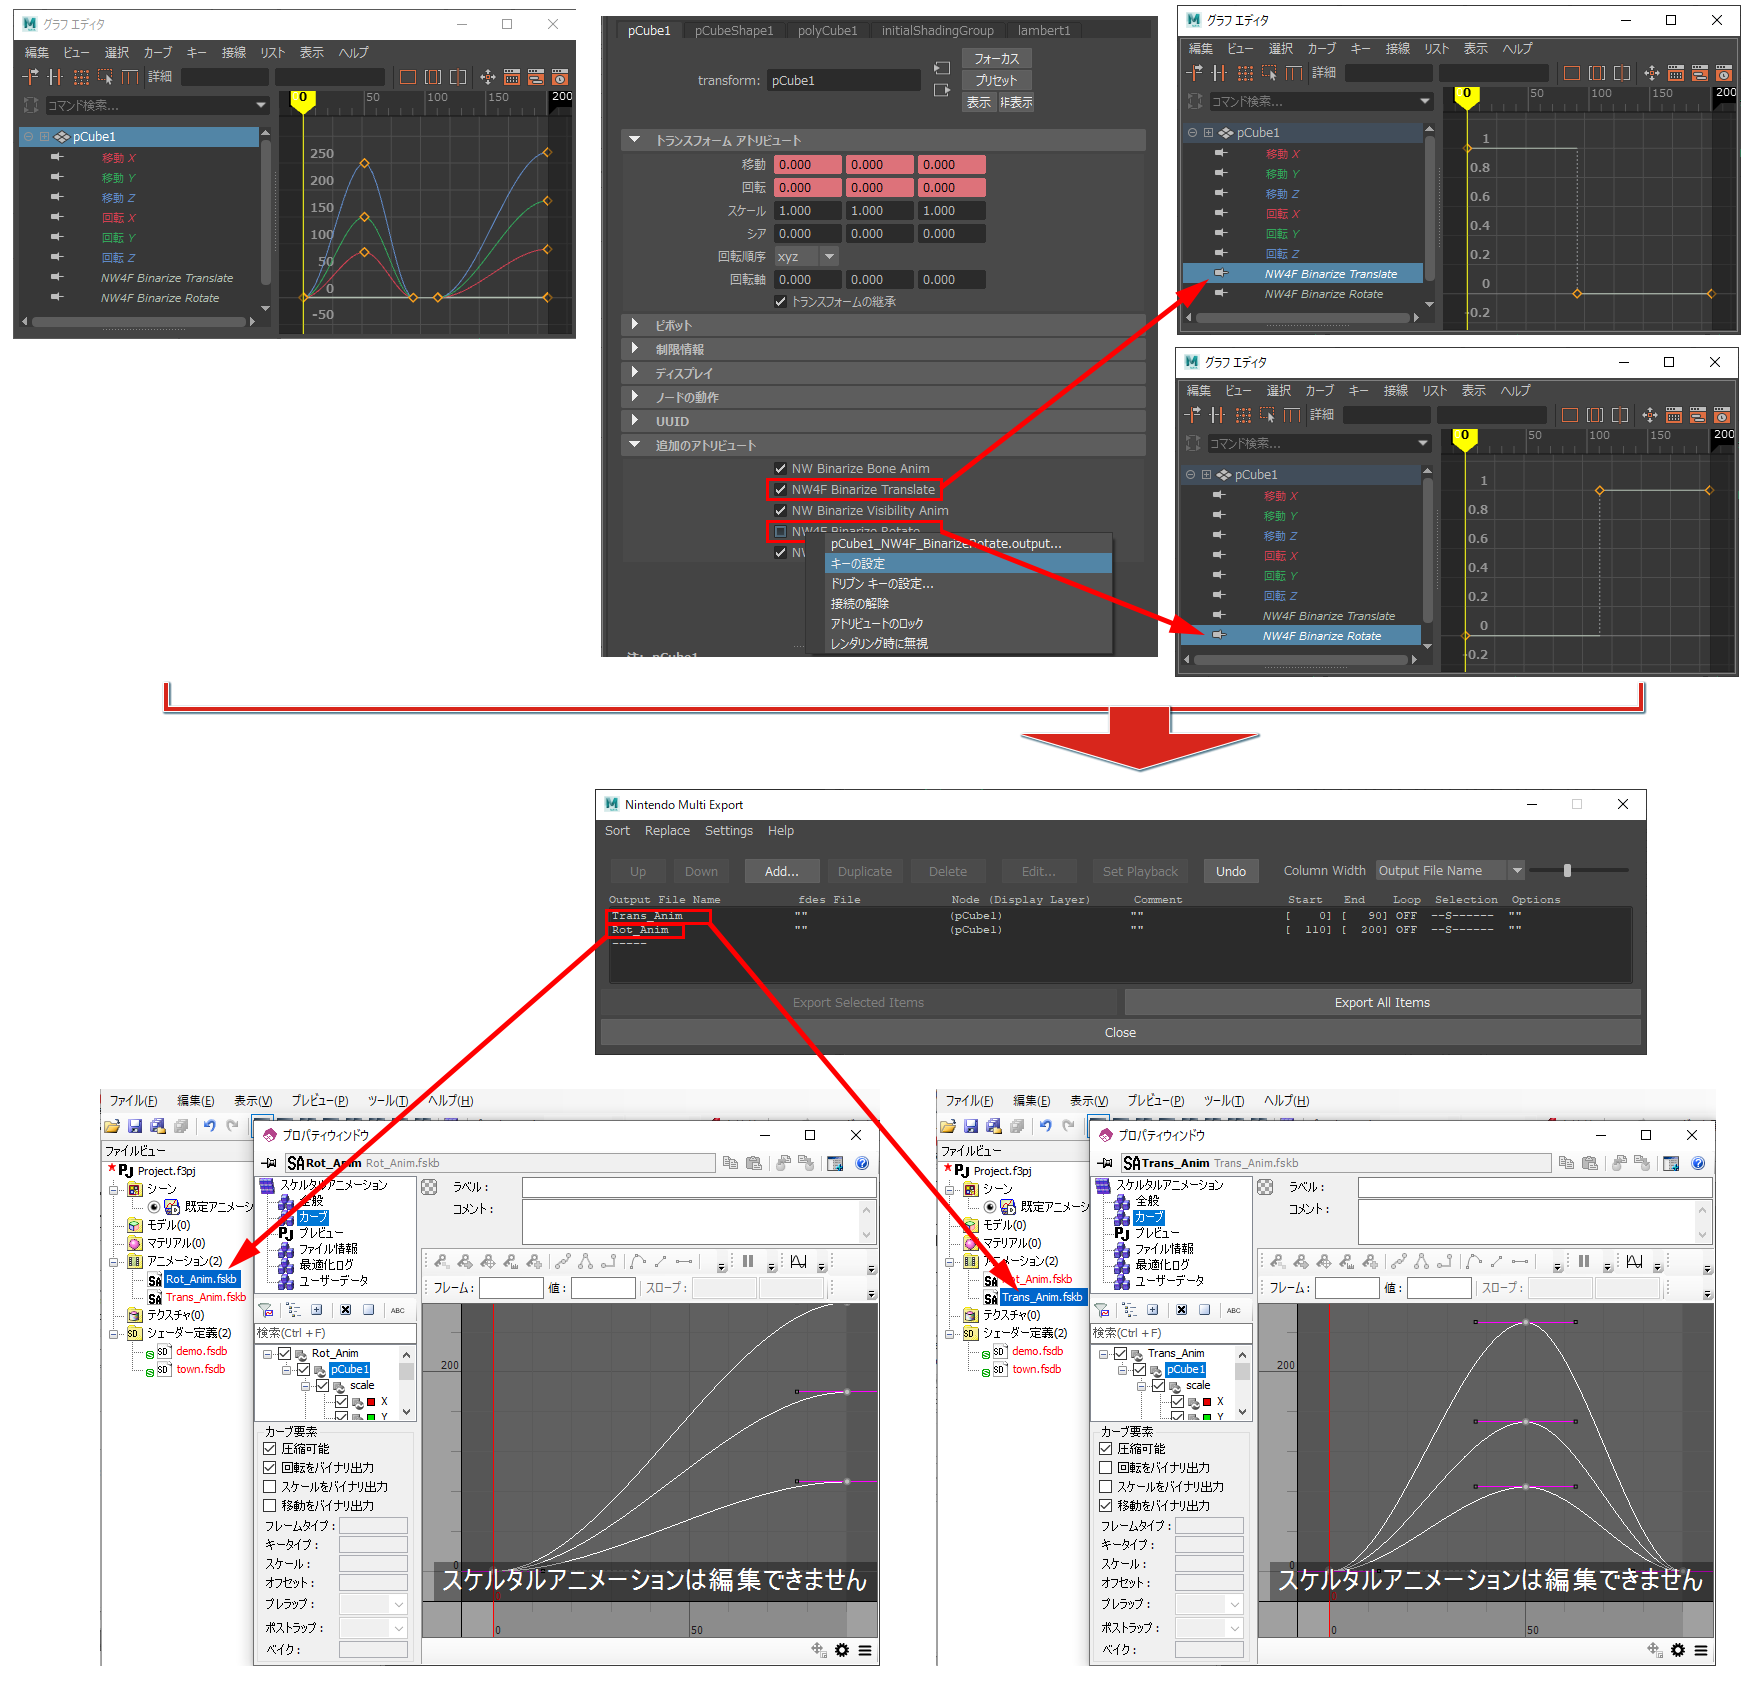 グラフ エディタ
編集 ビュー 選択 カーブ キー 接線 リスト 表示 ヘルプ
詳細
コマンド検索...
0 50 100 150 200
pCube1
移動 X
移動 Y
移動 Z
回転 X
回転 Y
回転 Z
NW4F Binarize Translate
NW4F Binarize Rotate
250
200
150
100
50
0
-50
pCube1 pCubeShape1 polyCube1 initialShadingGroup lambert1
transform: pCube1
フォーカス
プリセット
表示 非表示
トランスフォーム アトリビュート
移動 0.000 0.000 0.000
回転 0.000 0.000 0.000
スケール 1.000 1.000 1.000
シア 0.000 0.000 0.000
回転順序 xyz
回転軸 0.000 0.000 0.000
トランスフォームの継承
ピボット
制限情報
ディスプレイ
ノードの動作
UUID
追加のアトリビュート
NW Binarize Bone Anim
NW4F Binarize Translate
NW Binarize Visibility Anim
NW4F Binarize Rotate
NW
pCube1_NW4F_BinarizeRotate.output...
キーの設定
ドリブン キーの設定...
接続の解除
アトリビュートのロック
レンダリング時に無視
注: pCube1
グラフ エディタ
編集 ビュー 選択 カーブ キー 接線 リスト 表示 ヘルプ
詳細
コマンド検索...
0 50 100 150 200
pCube1
移動 X
移動 Y
移動 Z
回転 X
回転 Y
回転 Z
NW4F Binarize Translate
NW4F Binarize Rotate
1
0.8
0.6
0.4
0.2
0
-0.2
グラフ エディタ
編集 ビュー 選択 カーブ キー 接線 リスト 表示 ヘルプ
詳細
コマンド検索...
0 50 100 150 200
pCube1
移動 X
移動 Y
移動 Z
回転 X
回転 Y
回転 Z
NW4F Binarize Translate
NW4F Binarize Rotate
1
0.8
0.6
0.4
0.2
0
-0.2
Nintendo Multi Export
Sort Replace Settings Help
Up Down Add... Duplicate Delete Edit... Set Playback Undo Column Width Output File Name
Output File Name fdes File Node (Display Layer) Comment Start End Loop Selection Options
Trans_Anim "" (pCube1) "" [ 0] [ 90] OFF --S------ ""
Rot_Anim "" (pCube1) "" [ 110] [ 200] OFF --S------ ""
-----
Export Selected Items Export All Items
Close
ファイル(F) 編集(E) 表示(V) プレビュー(P) ツール(T) ヘルプ(H)
ファイルビュー
Project.f3pj
シーン
既定アニメーシ
モデル(0)
マテリアル(0)
アニメーション(2)
Rot_Anim.fskb
Trans_Anim.fskb
テクスチャ(0)
シェーダー定義(2)
demo.fsdb
town.fsdb
プロパティウィンドウ
SA Rot_Anim Rot_Anim.fskb
スケルタルアニメーション
全般
カーブ
プレビュー
ファイル情報
最適化ログ
ユーザーデータ
ラベル:
コメント:
フレーム: 値: スロープ:
ABC
検索(Ctrl + F)
Rot_Anim
pCube1
scale
X
Y
カーブ要素
圧縮可能
回転をバイナリ出力
スケールをバイナリ出力
移動をバイナリ出力
フレームタイプ:
キータイプ:
スケール:
オフセット:
プレラップ:
ポストラップ:
ベイク:
200
0
スケルタルアニメーションは編集できません
0 50
ファイル(F) 編集(E) 表示(V) プレビュー(P) ツール(T) ヘルプ(H)
ファイルビュー
Project.f3pj
シーン
既定アニメーシ
モデル(0)
マテリアル(0)
アニメーション(2)
Rot_Anim.fskb
Trans_Anim.fskb
テクスチャ(0)
シェーダー定義(2)
demo.fsdb
town.fsdb
プロパティウィンドウ
SA Trans_Anim Trans_Anim.fskb
スケルタルアニメーション
全般
カーブ
プレビュー
ファイル情報
最適化ログ
ユーザーデータ
ラベル:
コメント:
フレーム: 値: スロープ:
ABC
検索(Ctrl + F)
Trans_Anim
pCube1
scale
X
Y
カーブ要素
圧縮可能
回転をバイナリ出力
スケールをバイナリ出力
移動をバイナリ出力
フレームタイプ:
キータイプ:
スケール:
オフセット:
プレラップ:
ポストラップ:
ベイク:
200
0
スケルタルアニメーションは編集できません
0 50